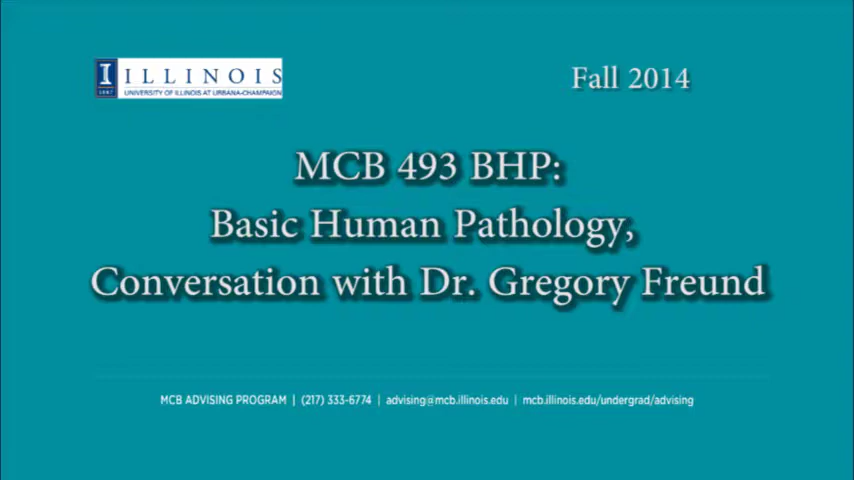 I ILLINOIS
1867
UNIVERSITY OF ILLINOIS AT URBANA-CHAMPAIGN
Fall 2014
MCB 493 BHP:
Basic Human Pathology,
Conversation with Dr. Gregory Freund
MCB ADVISING PROGRAM | (217) 333-6774 | advising@mcb.illinois.edu | mcb.illinois.edu/undergrad/advising